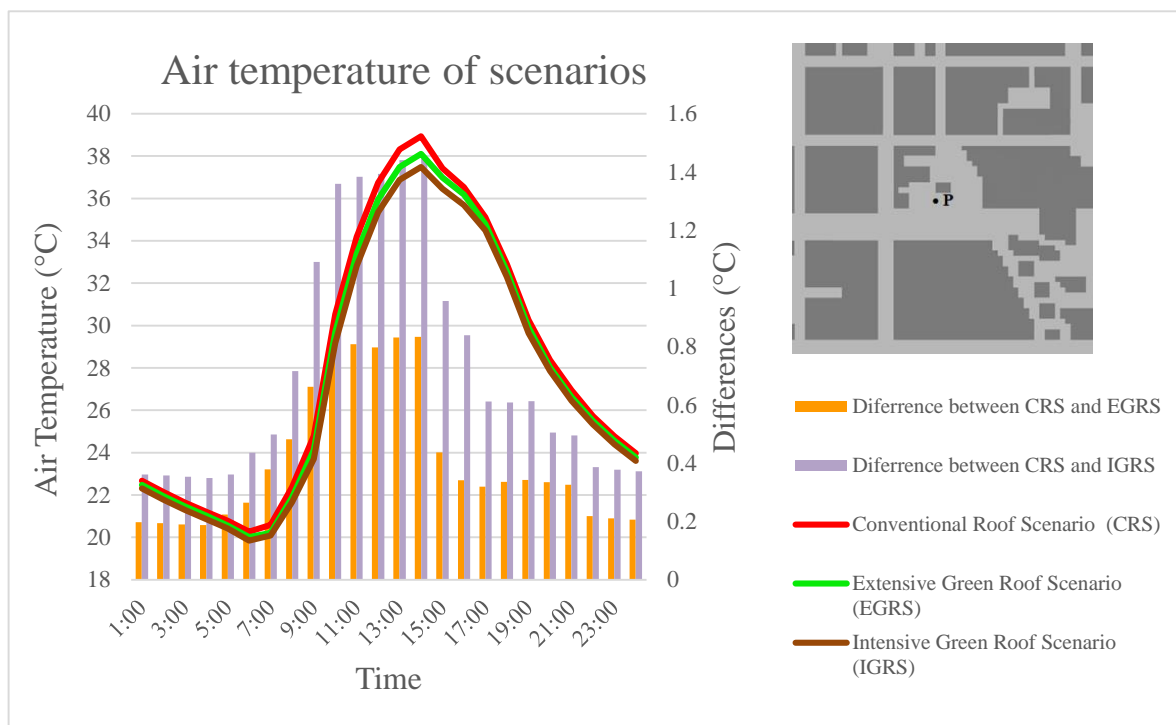 Air temperature of scenarios
Air Temperature (°C)
40
38
36
34
32
30
28
26
24
22
20
18
1.6
1.4
1.2
1
0.8
0.6
0.4
0.2
0
Differences (°C)
1:00
3:00
5:00
7:00
9:00
11:00
13:00
15:00
17:00
19:00
21:00
23:00
Time
P
Diferrence between CRS and EGRS
Diferrence between CRS and IGRS
Conventional Roof Scenario (CRS)
Extensive Green Roof Scenario
(EGRS)
Intensive Green Roof Scenario
(IGRS)